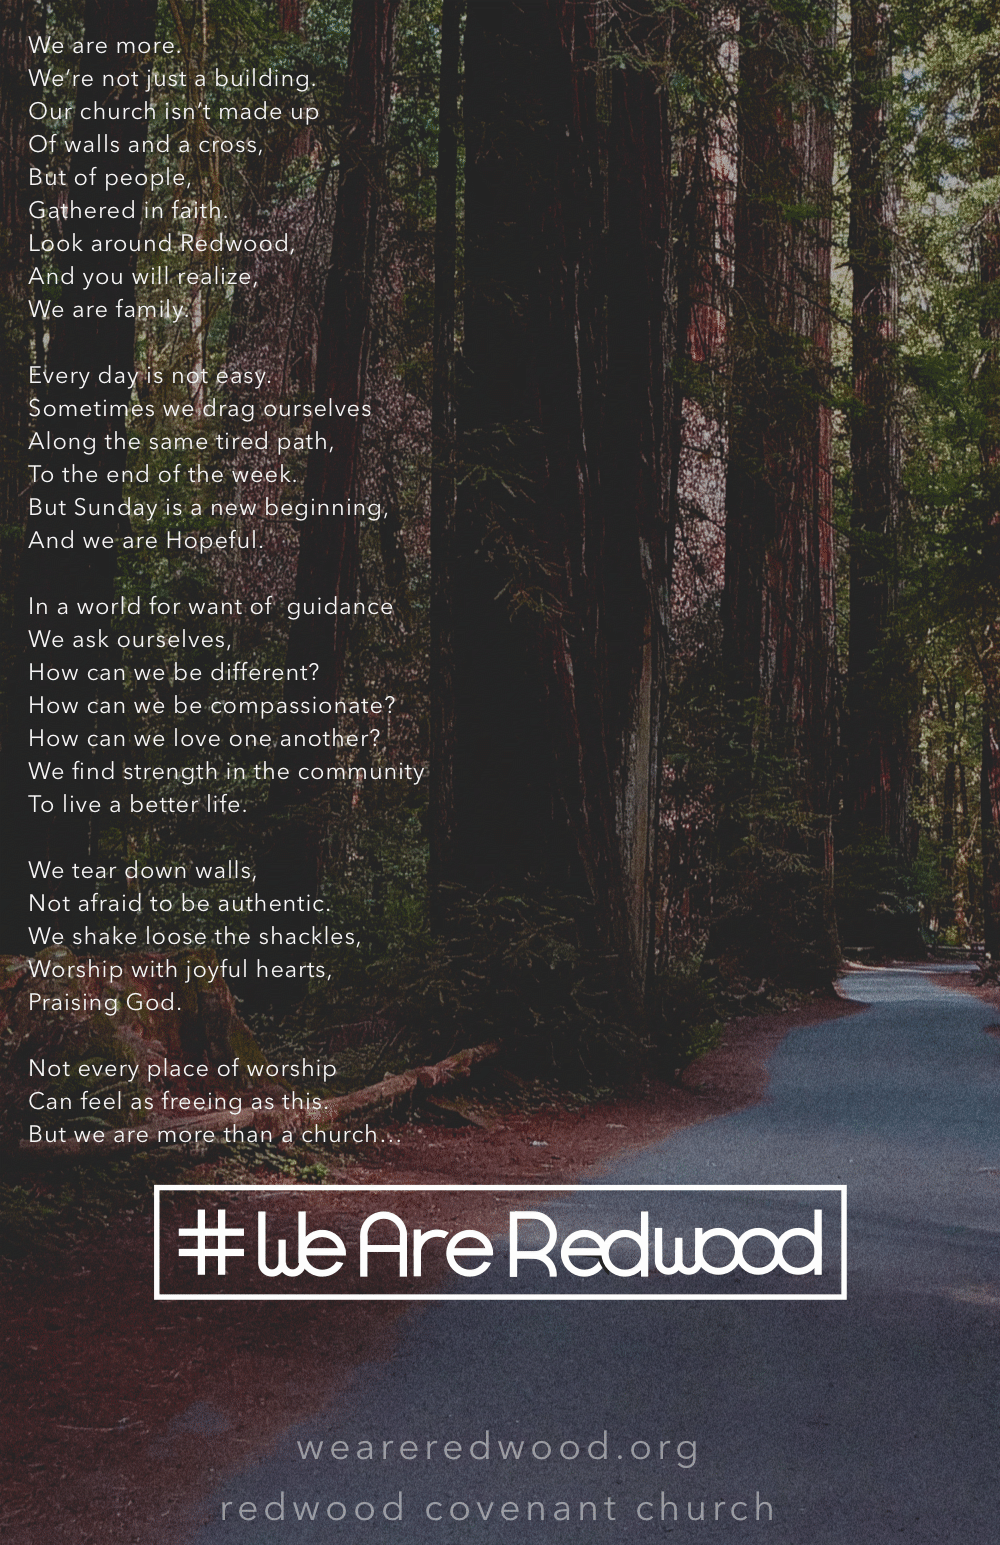 We are more.
We're not just a building.
Our church isn't made up
Of walls and a cross,
But of people,
Gathered in faith.
Look around Redwood,
And you will realize,
We are family.
Every day is not easy.
Sometimes we drag ourselves
Along the same tired path,
To the end of the week.
But Sunday is a new beginning,
And we are Hopeful.
In a world for want of  guidance
We ask ourselves,
How can we be different?
How can we be compassionate?
How can we love one another?
We find strength in the community
To live a better life.
We tear down walls,
Not afraid to be authentic.
We shake loose the shackles,
Worship with joyful hearts,
Praising God.
Not every place of worship
Can feel as freeing as this.
But we are more than a church...
#WeAreRedwood
weareredwood.org
redwood covenant church